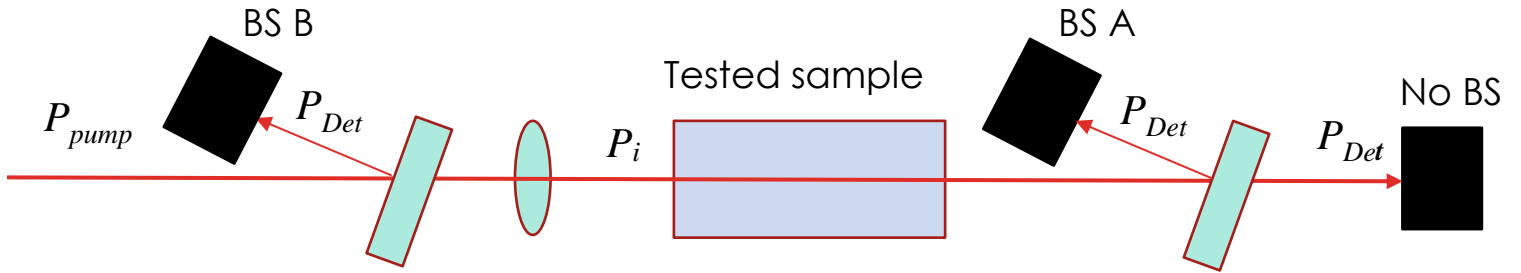 BS B
P_pump
P_Det
P_i
Tested sample
BS A
P_Det
No BS
P_Det